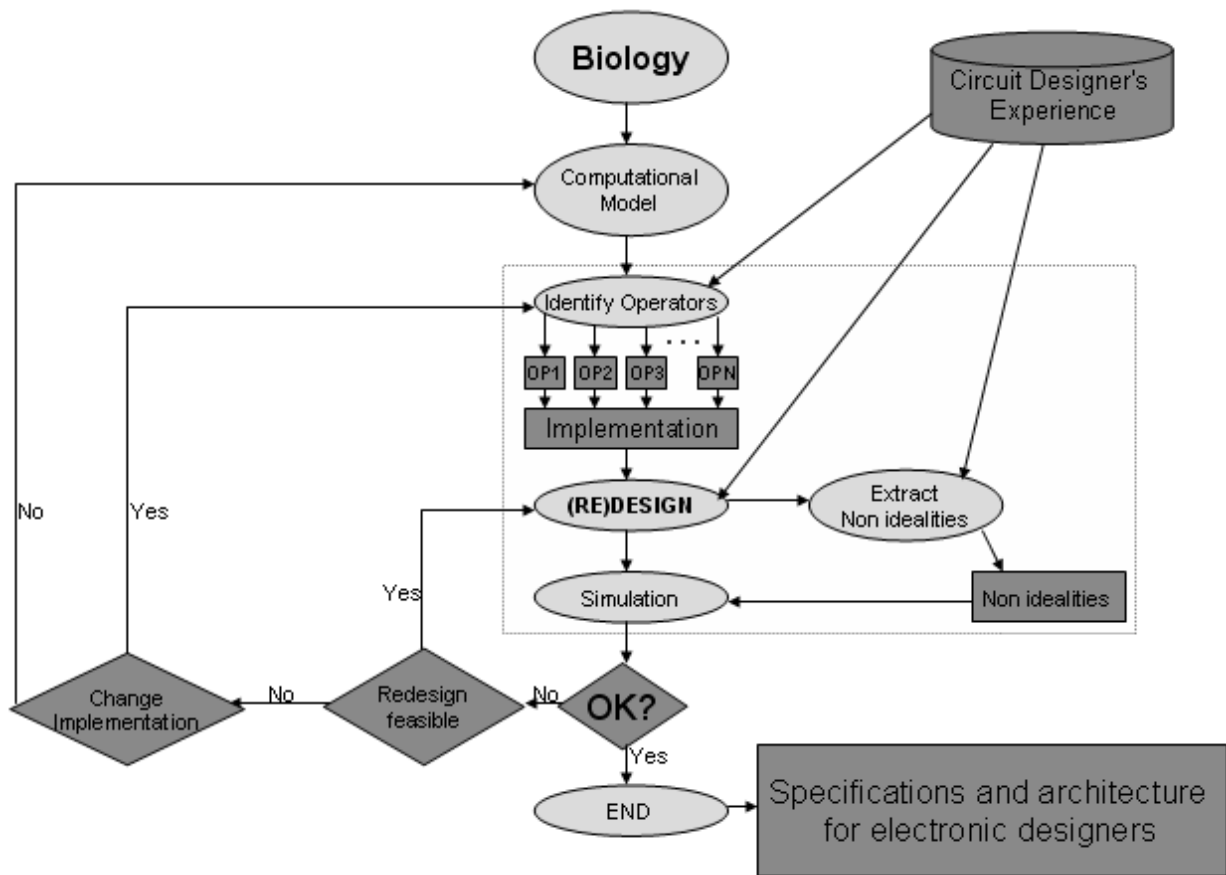 Biology
Circuit Designer's
Experience
Computational
Model
Identify Operators
. . .
OP1 OP2 OP3 OPN
Implementation
(RE)DESIGN
Extract
Non idealities
No
Yes
Yes
Simulation
Non idealities
Change
Implementation
No
Redesign
feasible
No
OK?
Yes
END
Specifications and architecture
for electronic designers